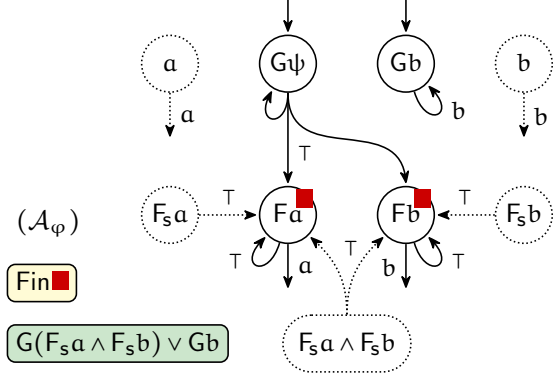 a Gψ Gb b
a b b
⊤
F𝗌a ⊤ Fa Fb ⊤ F𝗌b
(𝒜φ)
⊤ a ⊤ b ⊤ ⊤
Fin
G(F𝗌a ∧ F𝗌b) ∨ Gb
F𝗌a ∧ F𝗌b